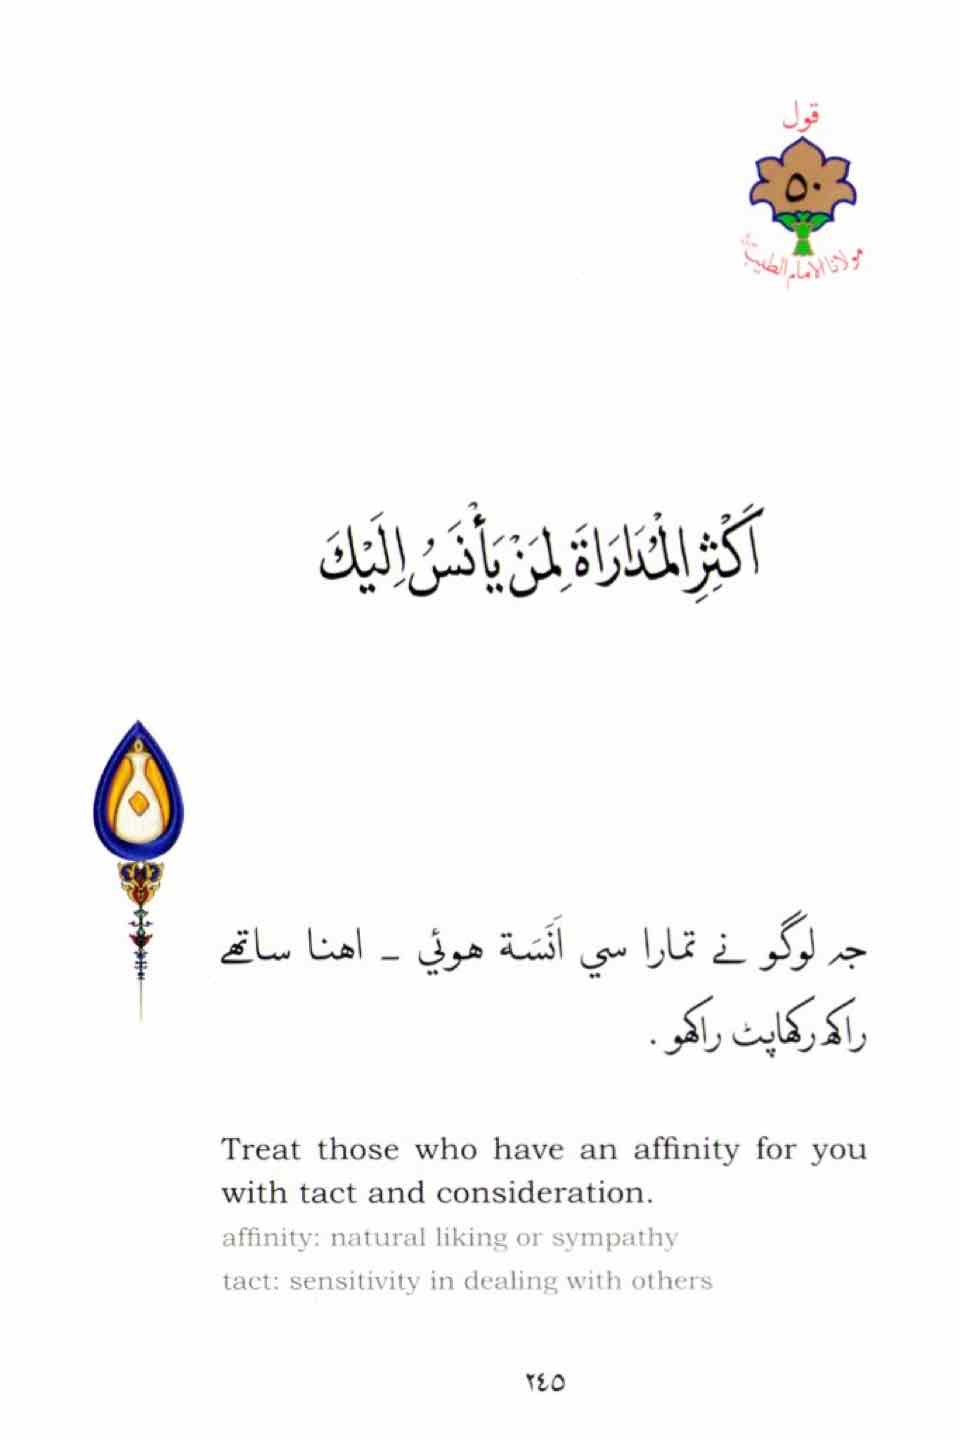 قول
٥٠
مولانا الامام الطيب
اَكْثِرِ الْمُدَارَاةَ لِمَنْ يَأْنَسُ اِلَيْكَ
جہ لوگو نے تمارا سي اَنَسَة هوئي ۔ اهنا ساتھے
راکھ رکھاپٹ راکھو .
Treat those who have an affinity for you
with tact and consideration.
affinity: natural liking or sympathy
tact: sensitivity in dealing with others
٢٤٥